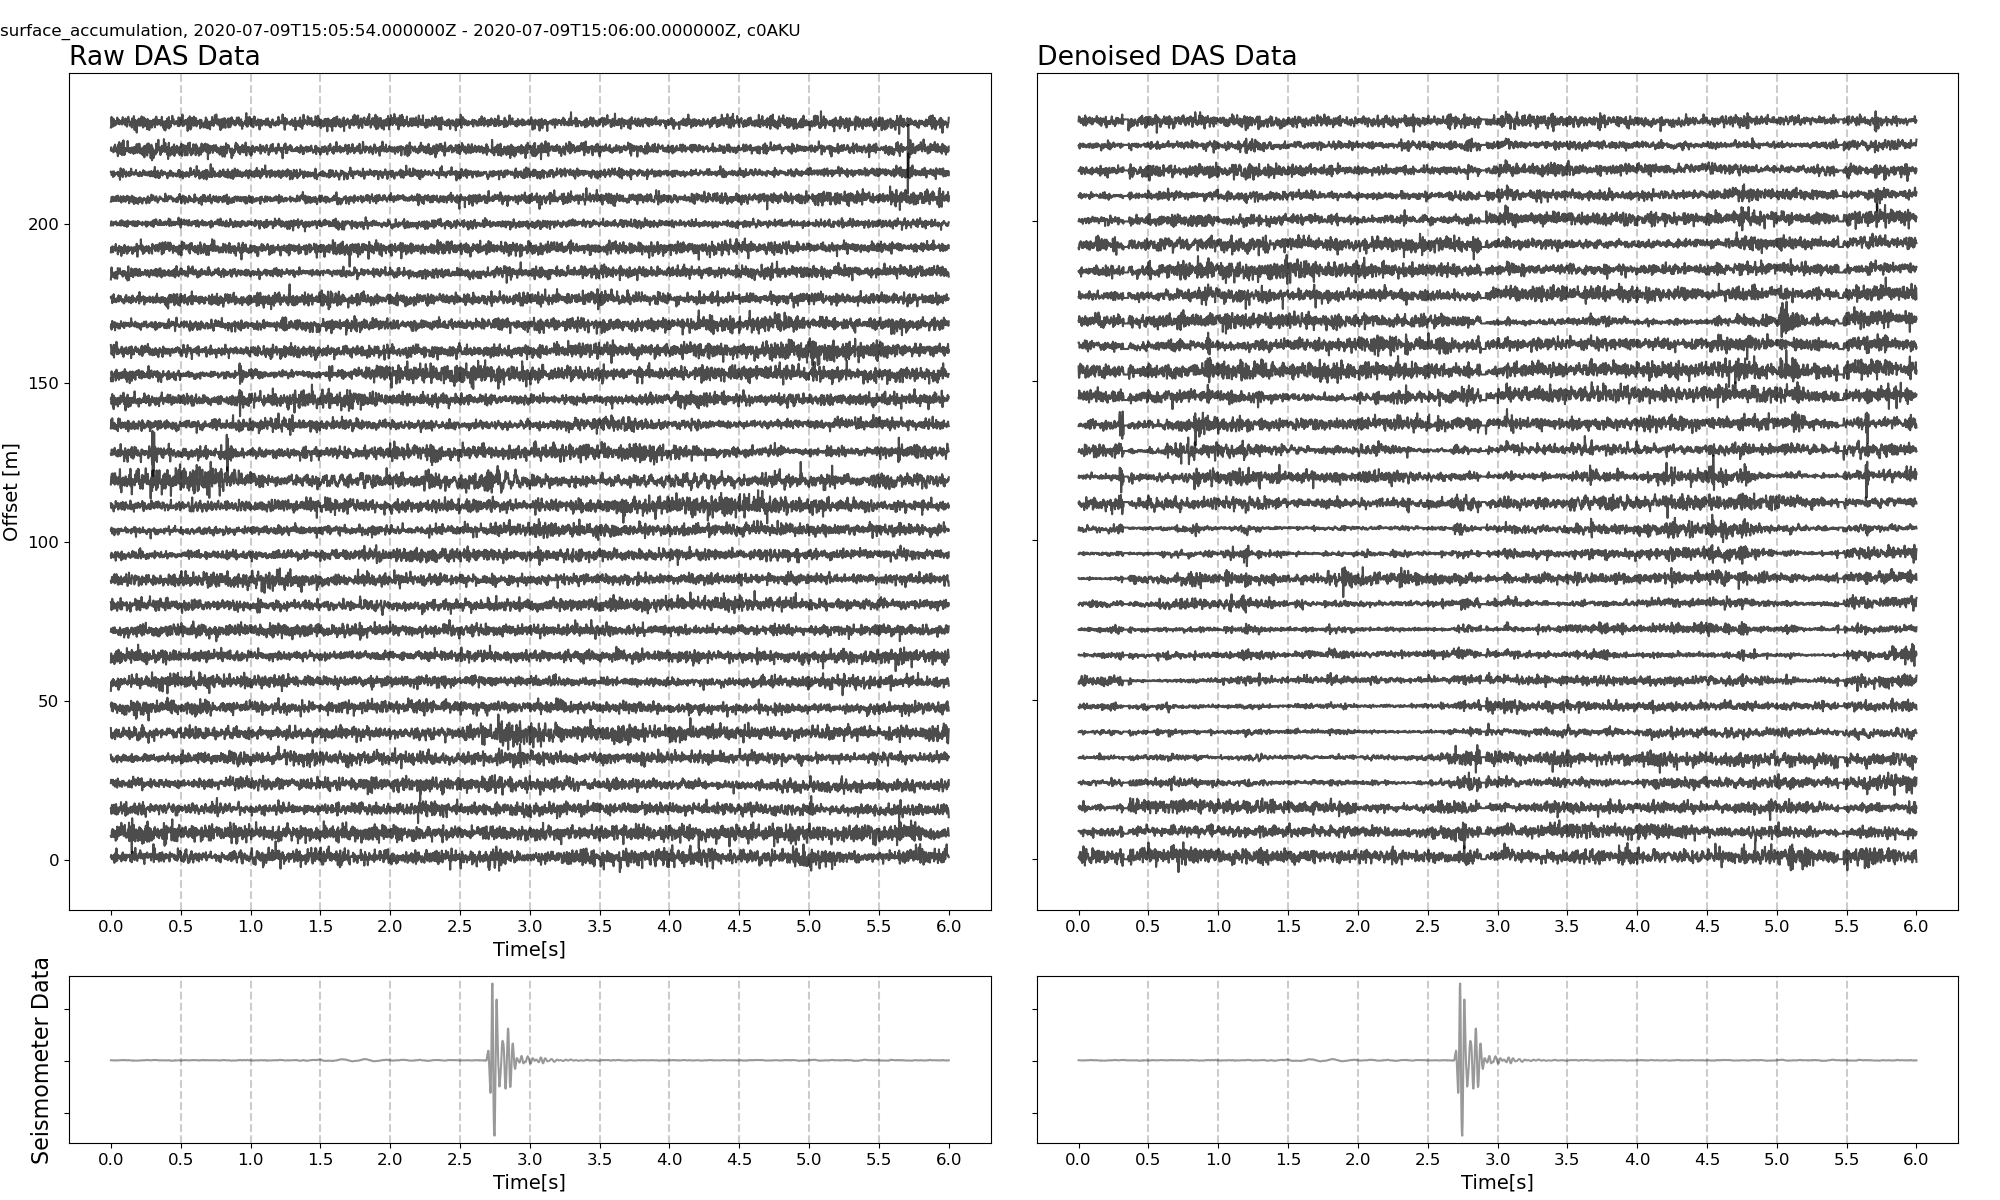 surface_accumulation, 2020-07-09T15:05:54.000000Z - 2020-07-09T15:06:00.000000Z, c0AKU
Raw DAS Data
Denoised DAS Data
Offset [m]
200
150
100
50
0
0.0 0.5 1.0 1.5 2.0 2.5 3.0 3.5 4.0 4.5 5.0 5.5 6.0
Time[s]
0.0 0.5 1.0 1.5 2.0 2.5 3.0 3.5 4.0 4.5 5.0 5.5 6.0
Seismometer Data
0.0 0.5 1.0 1.5 2.0 2.5 3.0 3.5 4.0 4.5 5.0 5.5 6.0
Time[s]
0.0 0.5 1.0 1.5 2.0 2.5 3.0 3.5 4.0 4.5 5.0 5.5 6.0
Time[s]